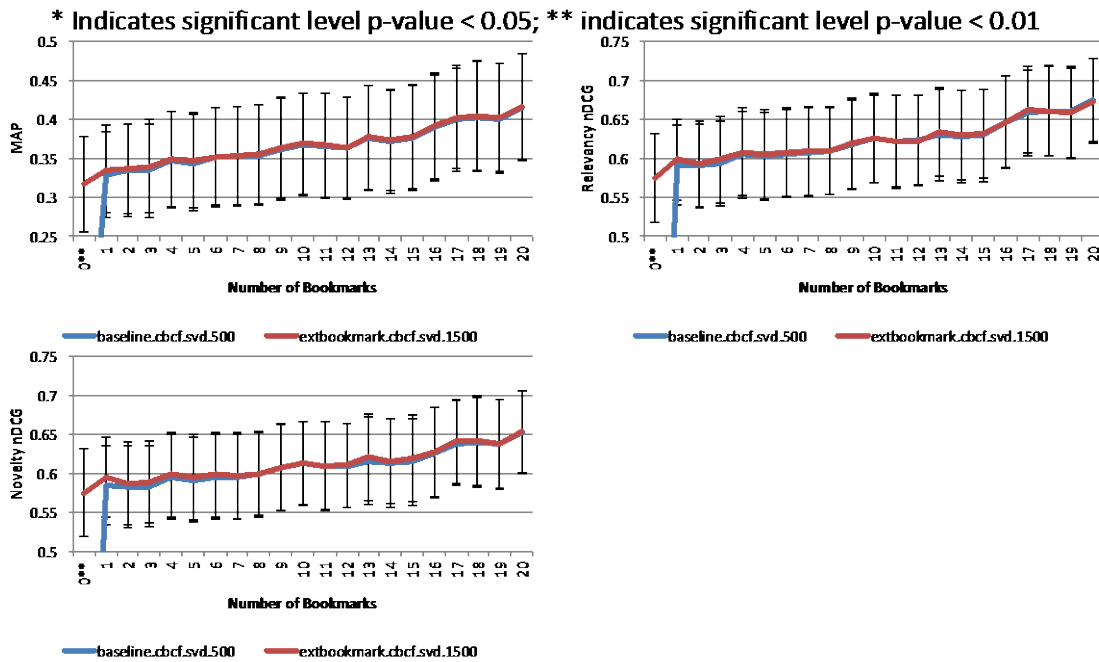 * Indicates significant level p-value < 0.05; ** indicates significant level p-value < 0.01
0.5
0.45
0.4
0.35
0.3
0.25
MAP
0** 1 2 3 4 5 6 7 8 9 10 11 12 13 14 15 16 17 18 19 20
Number of Bookmarks
baseline.cbcf.svd.500 extbookmark.cbcf.svd.1500
0.75
0.7
0.65
0.6
0.55
0.5
Relevancy nDCG
0** 1 2 3 4 5 6 7 8 9 10 11 12 13 14 15 16 17 18 19 20
Number of Bookmarks
baseline.cbcf.svd.500 extbookmark.cbcf.svd.1500
0.75
0.7
0.65
0.6
0.55
0.5
Novelty nDCG
0** 1 2 3 4 5 6 7 8 9 10 11 12 13 14 15 16 17 18 19 20
Number of Bookmarks
baseline.cbcf.svd.500 extbookmark.cbcf.svd.1500